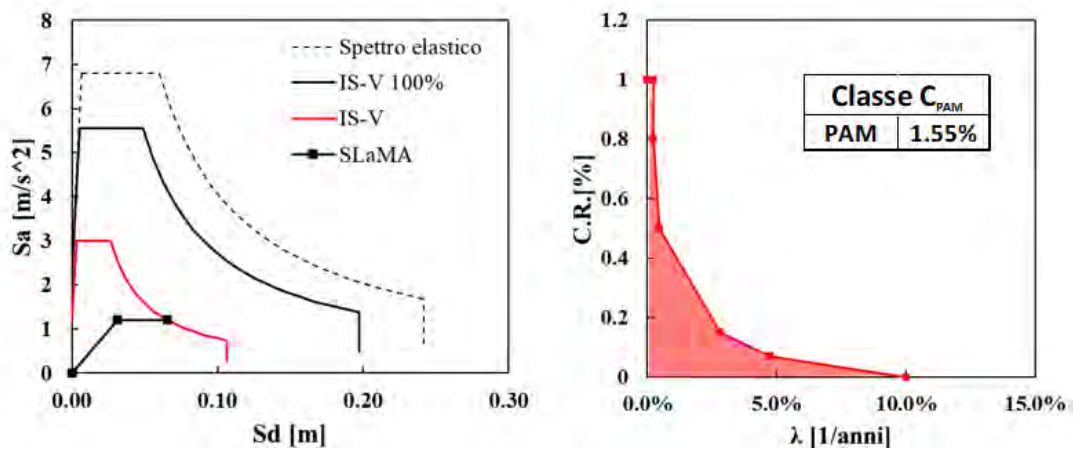 8
7
6
5
4
3
2
1
0
Sa [m/s^2]
0.00 0.10 0.20 0.30
Sd [m]
Spettro elastico
IS-V 100%
IS-V
SLaMA
1.2
1
0.8
0.6
0.4
0.2
0
C.R.[%]
0.0% 5.0% 10.0% 15.0%
λ [1/anni]
Classe C PAM
PAM 1.55%